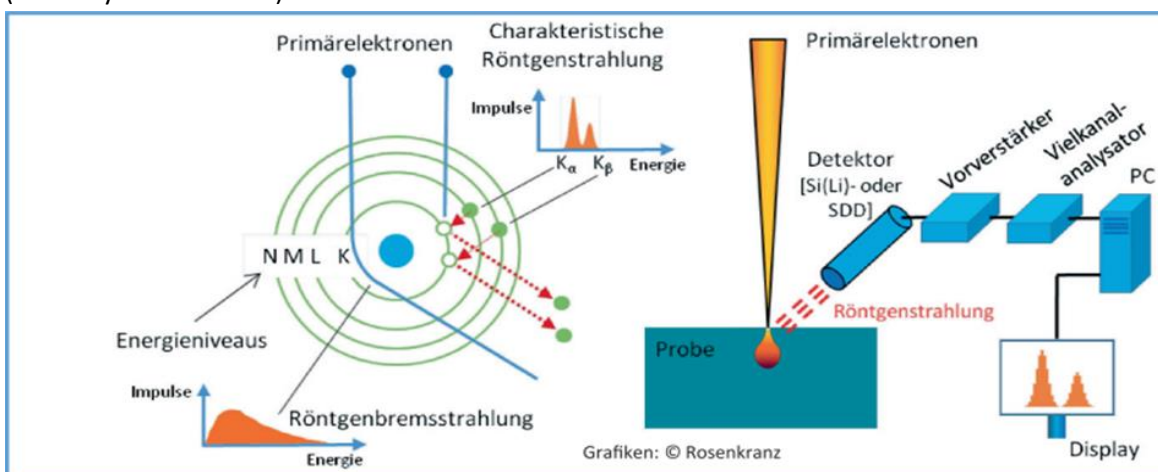 Primärelektronen
Charakteristische
Röntgenstrahlung
Impulse
Kα Kβ Energie
N M L K
Energieniveaus
Impulse
Röntgenbremsstrahlung
Energie
Primärelektronen
Detektor
[Si(Li)- oder
SDD]
Vorverstärker
Vielkanal-
analysator
PC
Röntgenstrahlung
Probe
Display
Grafiken: © Rosenkranz